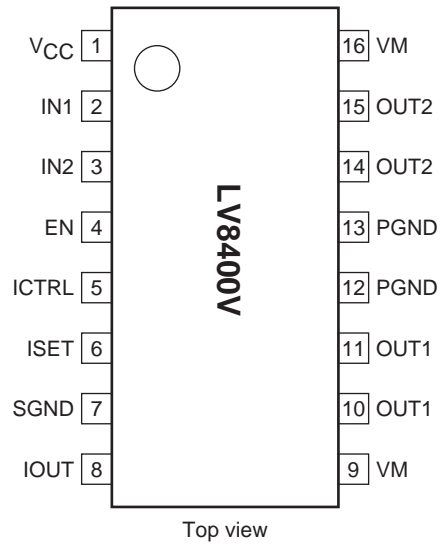 VCC 1 16 VM
IN1 2 15 OUT2
IN2 3 14 OUT2
EN 4 13 PGND
ICTRL 5 12 PGND
ISET 6 11 OUT1
SGND 7 10 OUT1
IOUT 8 9 VM
LV8400V
Top view